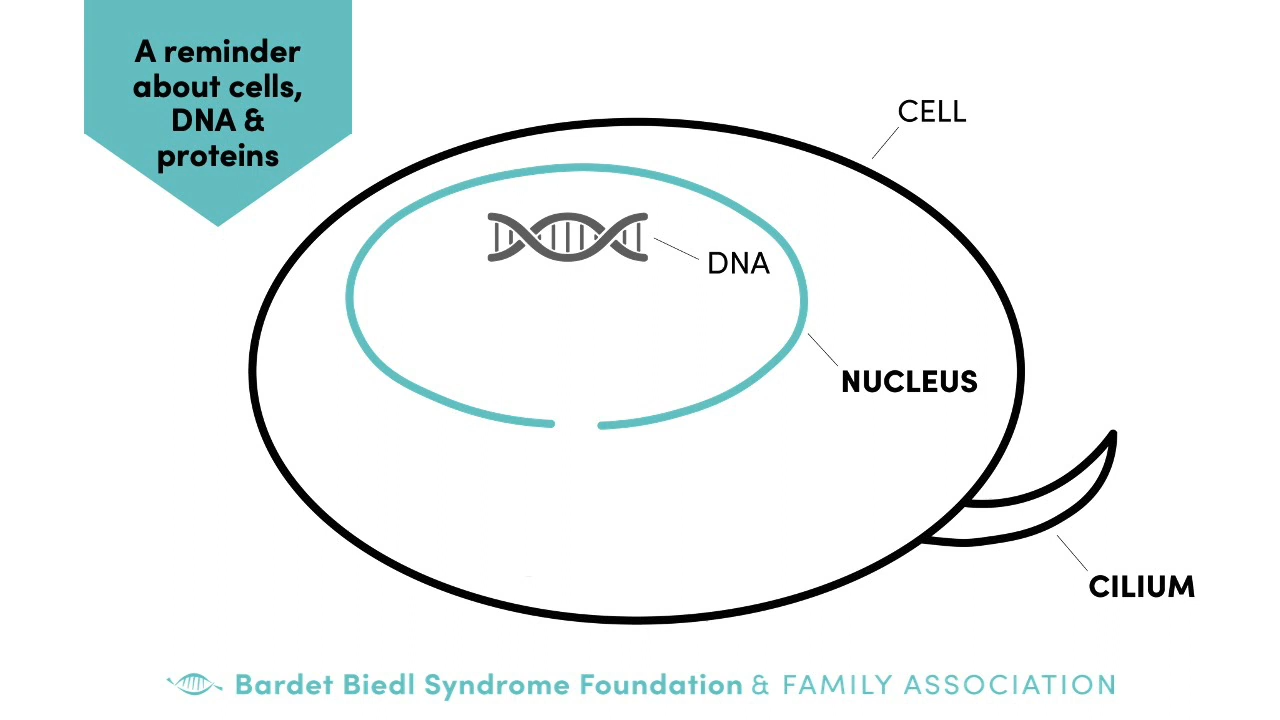 A reminder
about cells,
DNA &
proteins
CELL
DNA
NUCLEUS
CILIUM
Bardet Biedl Syndrome Foundation & FAMILY ASSOCIATION